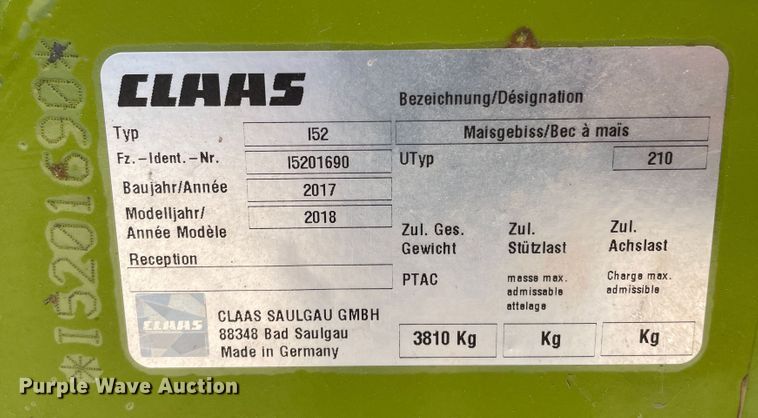 *I5201690*
CLAAS
Bezeichnung/Désignation
Typ I52 Maisgebiss/Bec à maïs
Fz.-Ident.-Nr. I5201690 UTyp 210
Baujahr/Année 2017
Modelljahr/
Année Modèle 2018
Reception
Zul. Ges.
Gewicht
PTAC
3810 Kg
Zul.
Stützlast
masse max.
admissable
attelage
Kg
Zul.
Achslast
Charge max.
admissible
Kg
CLAAS
CLAAS SAULGAU GMBH
88348 Bad Saulgau
Made in Germany
Purple Wave Auction